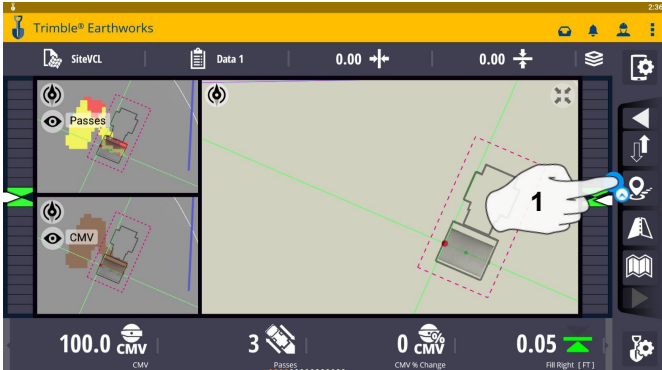 2:36
Trimble® Earthworks
SiteVCL
Data 1
0.00
0.00
Passes
CMV
1
100.0 CMV
CMV
3
Passes
0 CMV %
CMV % Change
0.05
Fill Right [ FT ]